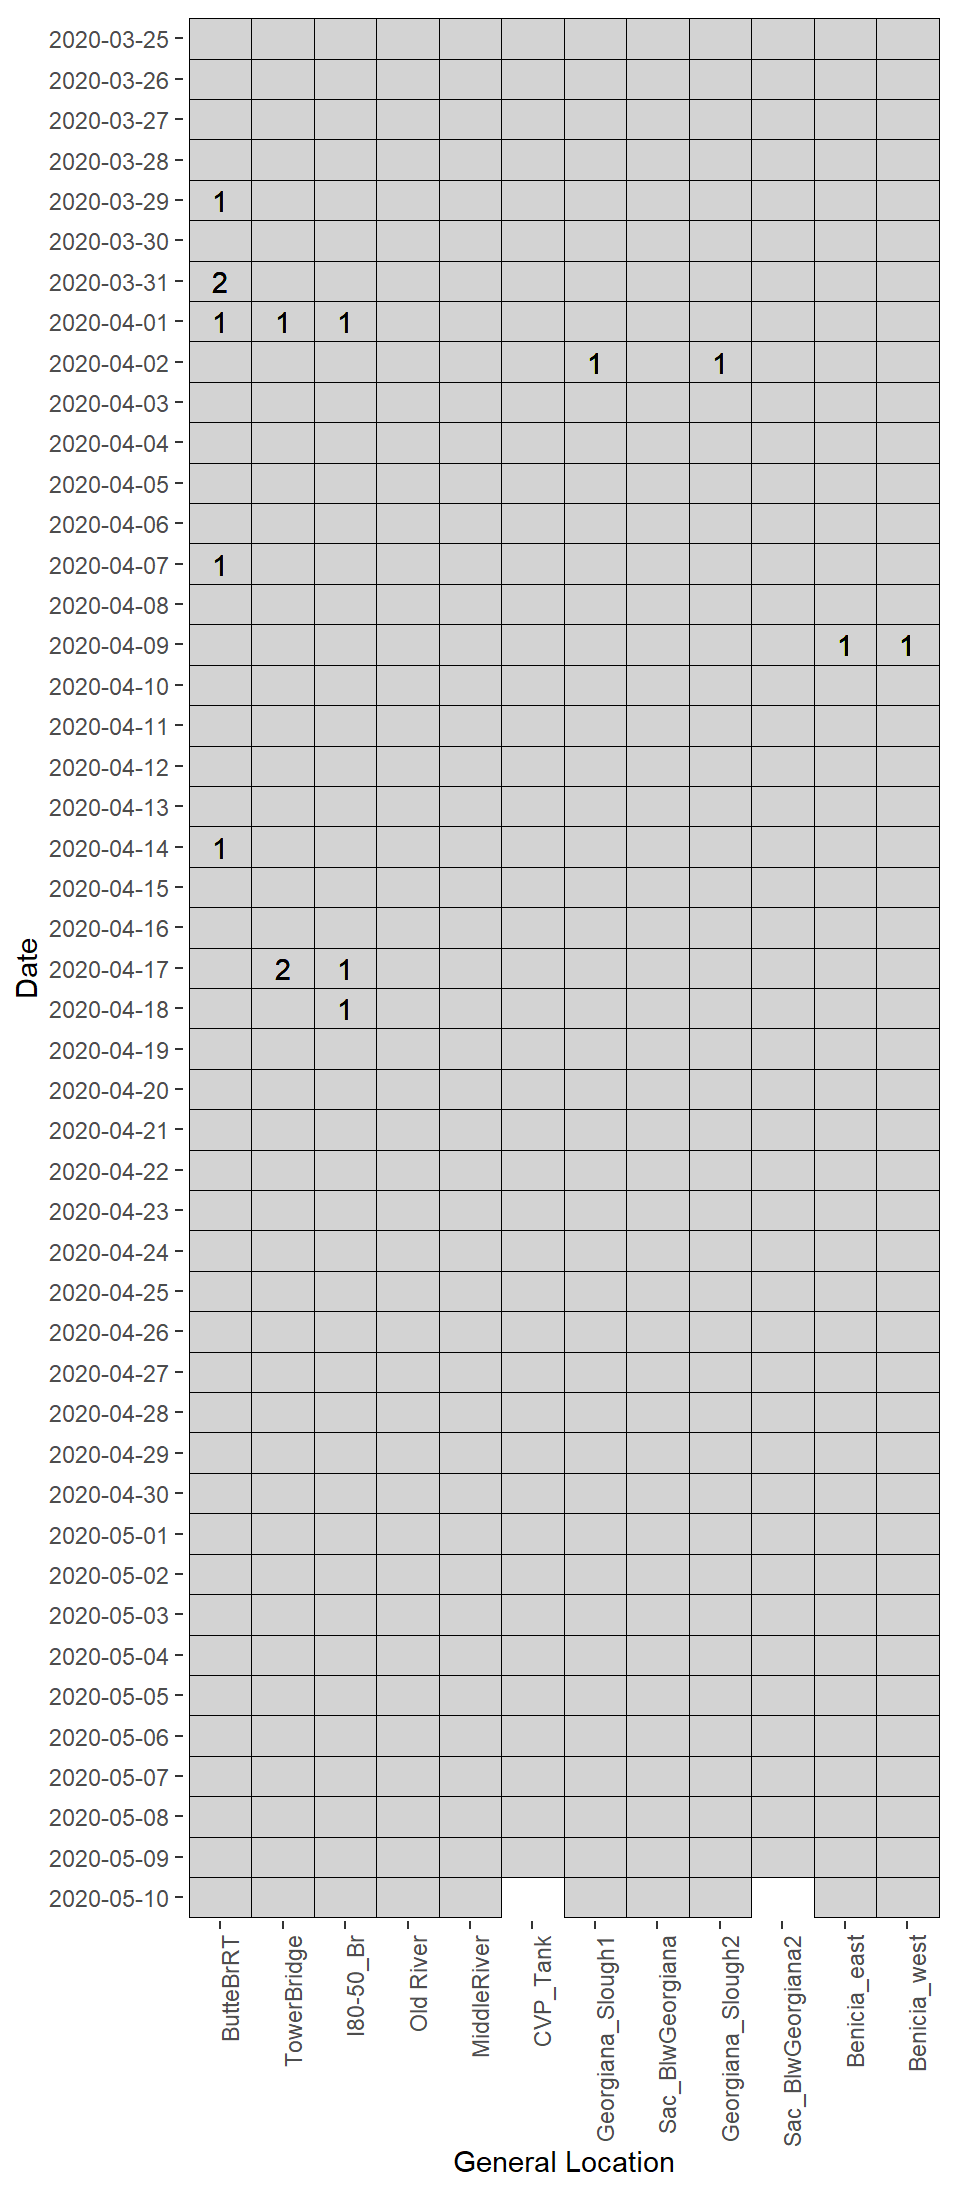 2020-03-25
2020-03-26
2020-03-27
2020-03-28
2020-03-29 1
2020-03-30
2020-03-31 2
2020-04-01 1 1 1
2020-04-02 1 1
2020-04-03
2020-04-04
2020-04-05
2020-04-06
2020-04-07 1
2020-04-08
2020-04-09 1 1
2020-04-10
2020-04-11
2020-04-12
2020-04-13
2020-04-14 1
2020-04-15
2020-04-16
2020-04-17 2 1
2020-04-18 1
2020-04-19
2020-04-20
2020-04-21
2020-04-22
2020-04-23
2020-04-24
2020-04-25
2020-04-26
2020-04-27
2020-04-28
2020-04-29
2020-04-30
2020-05-01
2020-05-02
2020-05-03
2020-05-04
2020-05-05
2020-05-06
2020-05-07
2020-05-08
2020-05-09
2020-05-10
Date
ButteBrRT
TowerBridge
I80-50_Br
Old River
MiddleRiver
CVP_Tank
Georgiana_Slough1
Sac_BlwGeorgiana
Georgiana_Slough2
Sac_BlwGeorgiana2
Benicia_east
Benicia_west
General Location